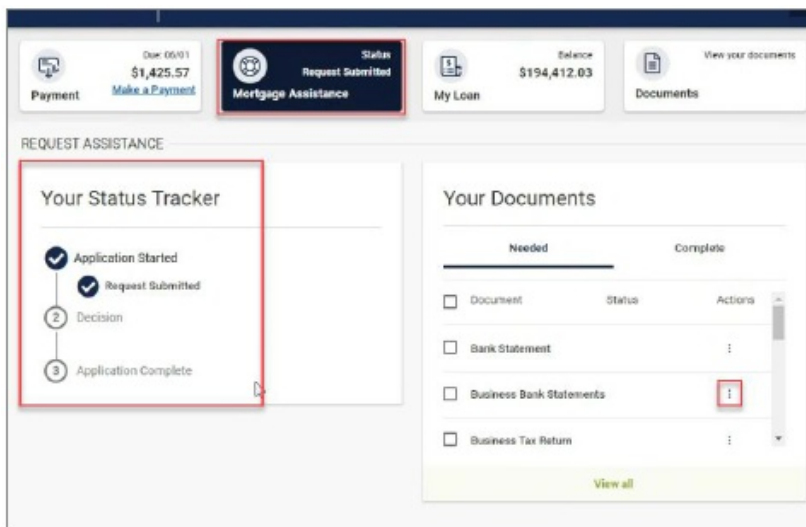 Due: 06/01
$1,425.57
Make a Payment
Payment
Status
Request Submitted
Mortgage Assistance
Balance
$194,412.03
My Loan
View your documents
Documents
REQUEST ASSISTANCE
Your Status Tracker
Application Started
Request Submitted
2 Decision
3 Application Complete
Your Documents
Needed Complete
Document Status Actions
Bank Statement
Business Bank Statements
Business Tax Return
View all